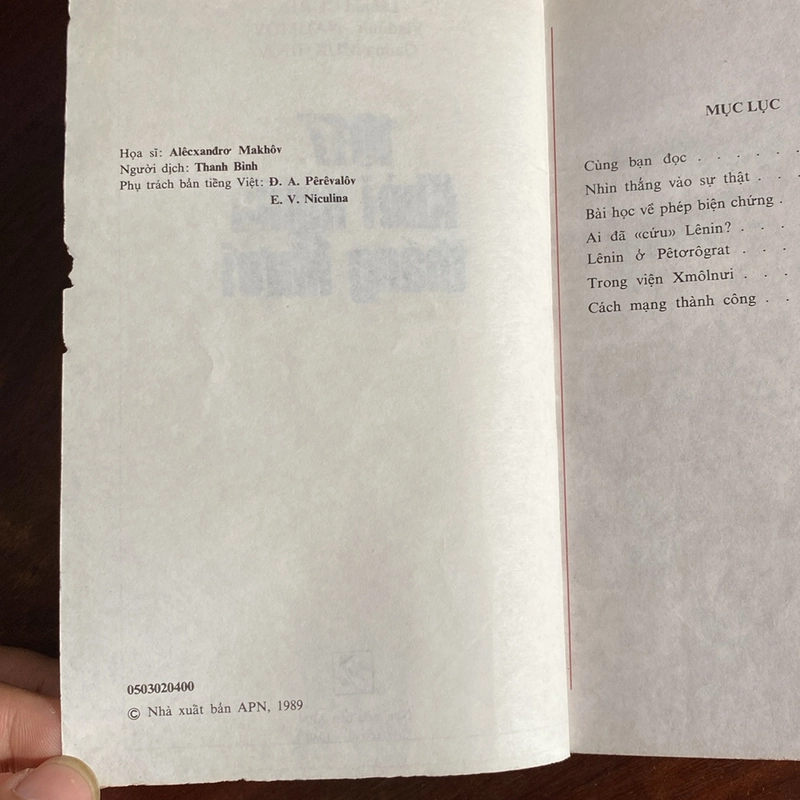 Họa sĩ: Alêcxandrơ Makhôv
Người dịch: Thanh Bình
Phụ trách bản tiếng Việt: Đ. A. Pêrêvalôv
E. V. Niculina
0503020400
© Nhà xuất bản APN, 1989
MỤC LỤC
Cùng bạn đọc . . . . . .
Nhìn thẳng vào sự thật . . .
Bài học về phép biện chứng .
Ai đã «cứu» Lênin? . . .
Lênin ở Pêtơrôgrat . . .
Trong viện Xmôlnưi . . .
Cách mạng thành công . .